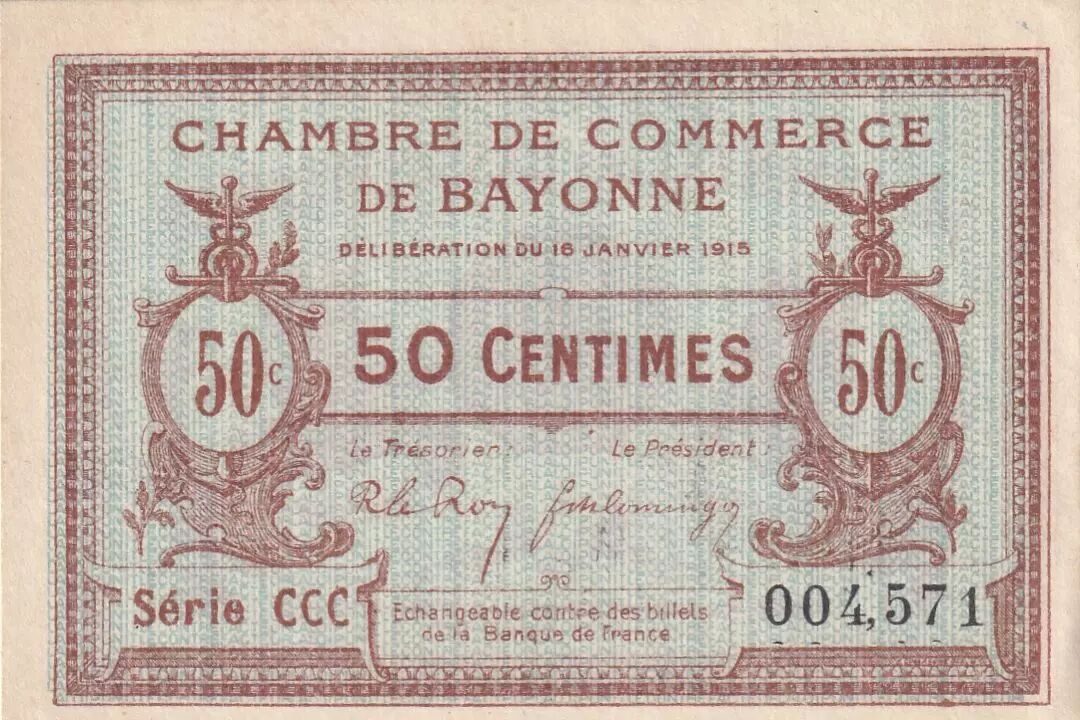 CHAMBRE DE COMMERCE
DE BAYONNE
DÉLIBÉRATION DU 16 JANVIER 1915
50c
50 CENTIMES
50c
Le Trésorier:
Le Président:
Série CCC
Echangeable contre des billets
de la Banque de France
004,571